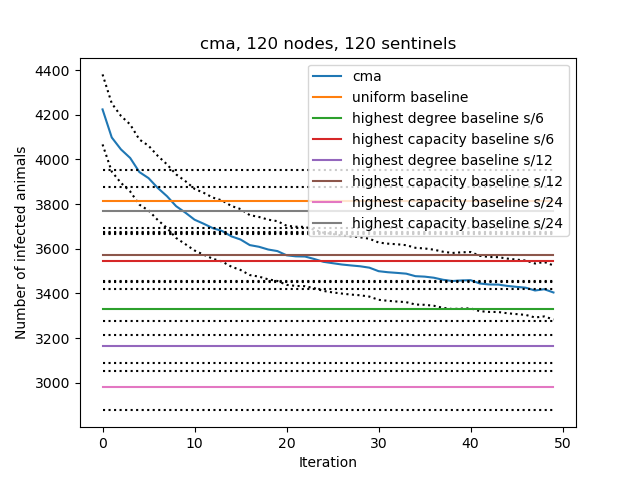 cma, 120 nodes, 120 sentinels
cma
uniform baseline
highest degree baseline s/6
highest capacity baseline s/6
highest degree baseline s/12
highest capacity baseline s/12
highest capacity baseline s/24
highest capacity baseline s/24
Number of infected animals
4400
4200
4000
3800
3600
3400
3200
3000
0 10 20 30 40 50
Iteration